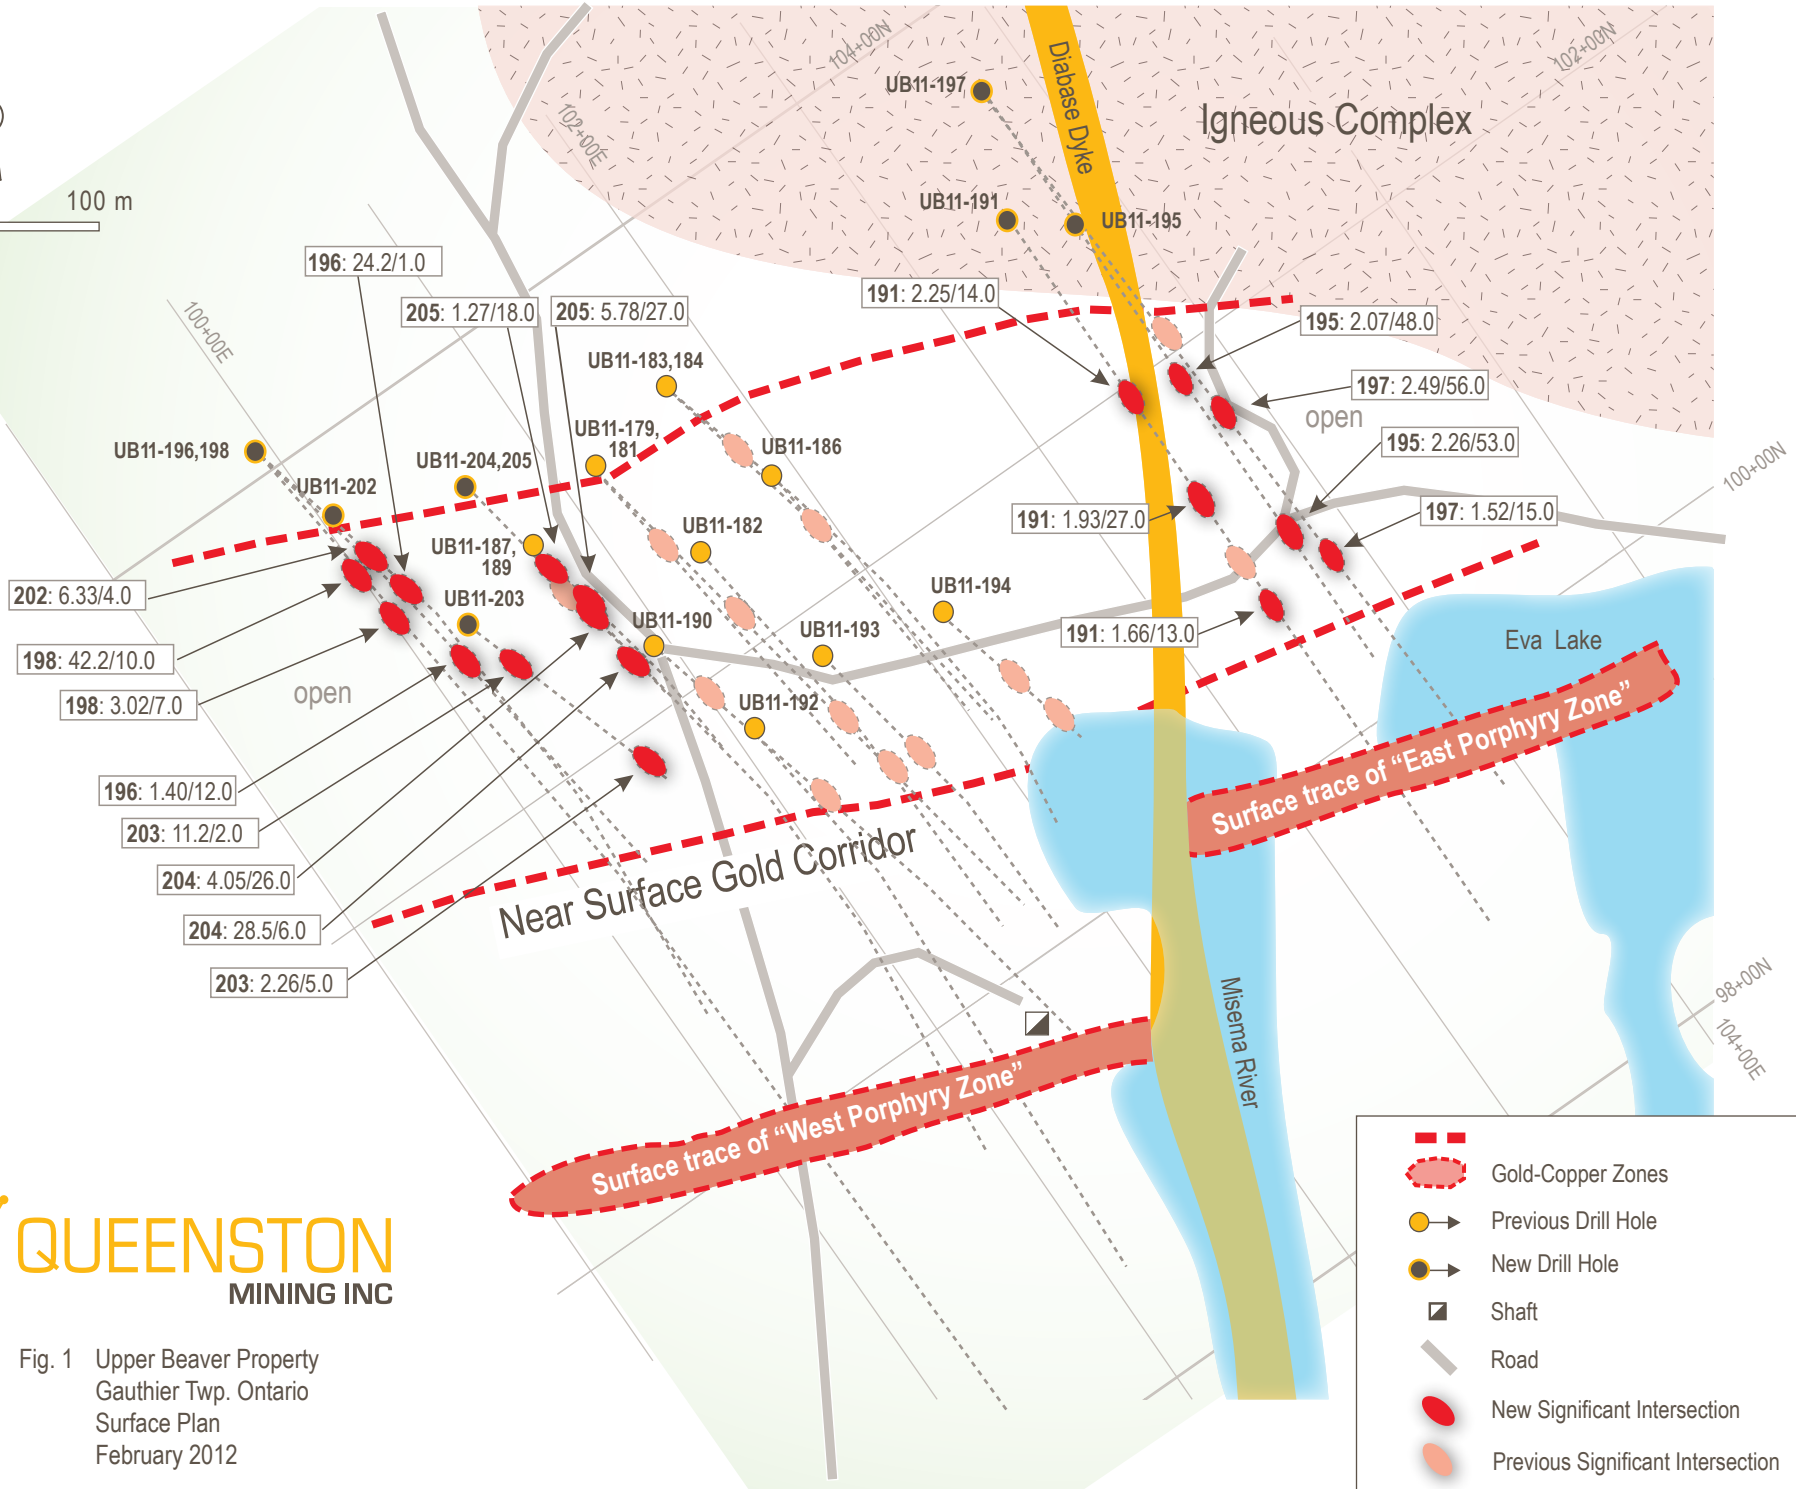 104+00N
102+00N
UB11-197
Diabase Dyke
Igneous Complex
102+00E
100 m
UB11-191
UB11-195
196: 24.2/1.0
191: 2.25/14.0
205: 1.27/18.0
205: 5.78/27.0
195: 2.07/48.0
100+00E
UB11-183,184
197: 2.49/56.0
open
UB11-179,
181
UB11-186
195: 2.26/53.0
UB11-196,198
UB11-204,205
100+00N
UB11-202
197: 1.52/15.0
191: 1.93/27.0
UB11-182
UB11-187,
189
202: 6.33/4.0
UB11-203
UB11-194
UB11-190
UB11-193
191: 1.66/13.0
Eva Lake
198: 42.2/10.0
open
198: 3.02/7.0
UB11-192
Surface trace of “East Porphyry Zone”
196: 1.40/12.0
203: 11.2/2.0
Near Surface Gold Corridor
204: 4.05/26.0
204: 28.5/6.0
203: 2.26/5.0
98+00N
104+00E
Misema River
Surface trace of “West Porphyry Zone”
Gold-Copper Zones
Previous Drill Hole
New Drill Hole
Shaft
Road
New Significant Intersection
Previous Significant Intersection
QUEENSTON
MINING INC
Fig. 1 Upper Beaver Property
Gauthier Twp. Ontario
Surface Plan
February 2012